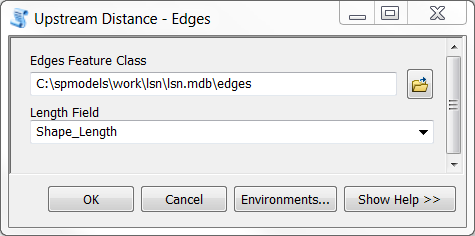 Upstream Distance - Edges
Edges Feature Class
C:\spmodels\work\lsn\lsn.mdb\edges
Length Field
Shape_Length
OK Cancel Environments... Show Help >>